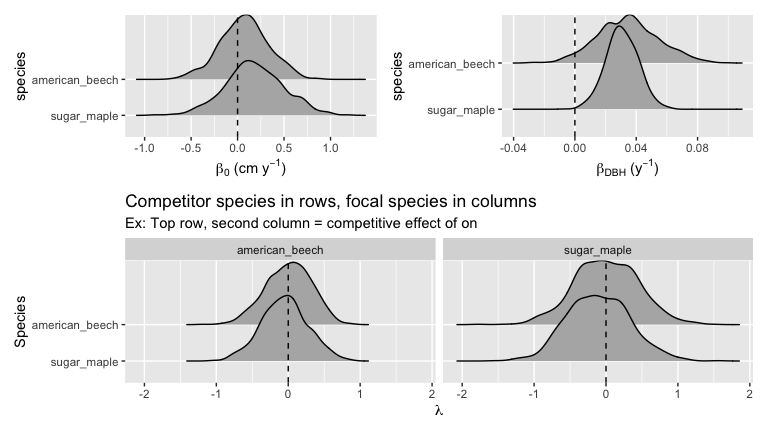 species
american_beech
sugar_maple
-1.0 -0.5 0.0 0.5 1.0
β₀ (cm y⁻¹)
species
american_beech
sugar_maple
-0.04 0.00 0.04 0.08
β_DBH (y⁻¹)
Competitor species in rows, focal species in columns
Ex: Top row, second column = competitive effect of on
american_beech sugar_maple
Species
american_beech
sugar_maple
-2 -1 0 1 2 -2 -1 0 1 2
λ